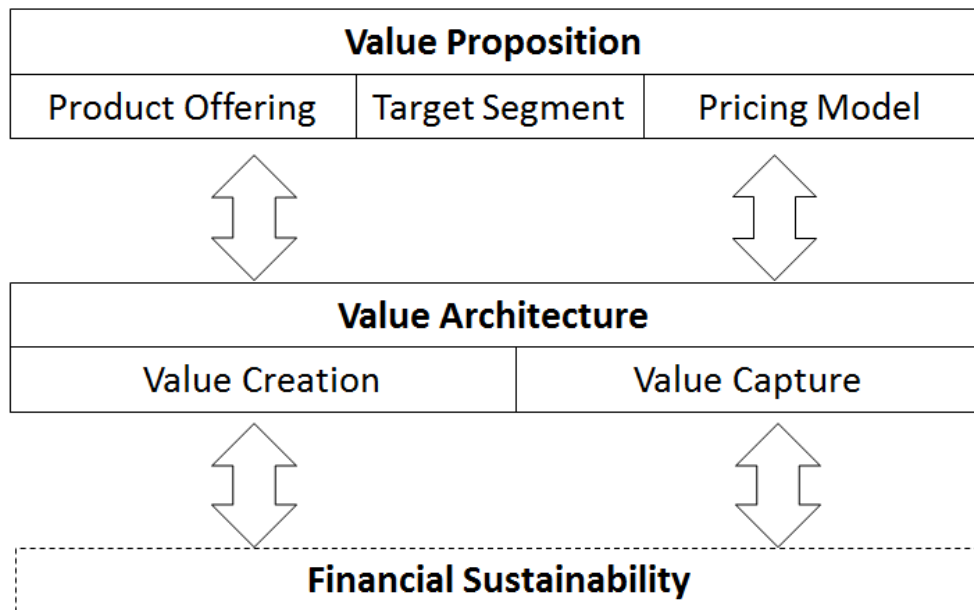 Value Proposition
Product Offering Target Segment Pricing Model
Value Architecture
Value Creation Value Capture
Financial Sustainability